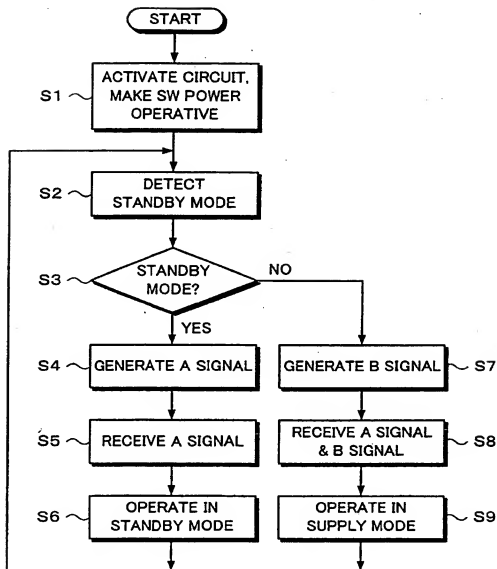 START
S1
ACTIVATE CIRCUIT,
MAKE SW POWER
OPERATIVE
S2
DETECT
STANDBY MODE
S3
STANDBY
MODE?
NO
YES
S4
GENERATE A SIGNAL
GENERATE B SIGNAL
S7
S5
RECEIVE A SIGNAL
RECEIVE A SIGNAL
& B SIGNAL
S8
S6
OPERATE IN
STANDBY MODE
OPERATE IN
SUPPLY MODE
S9